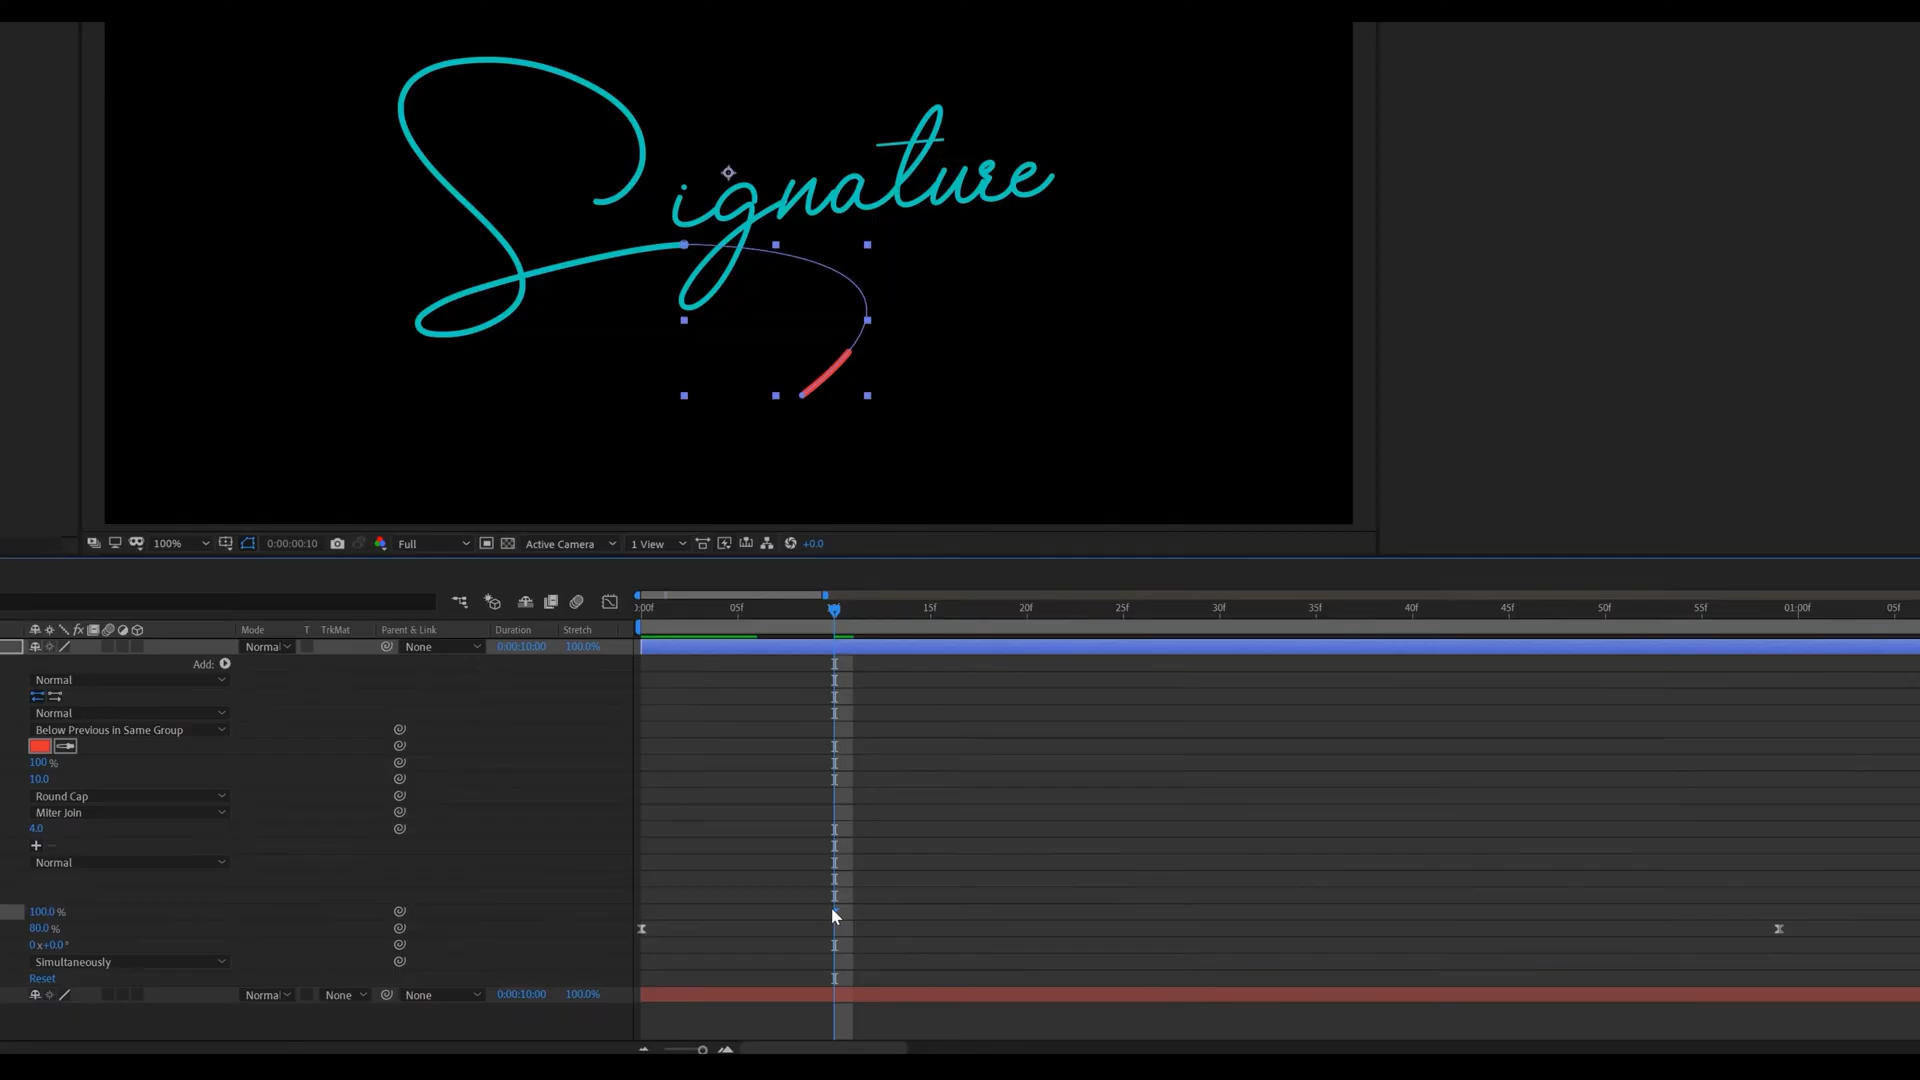 Signature
100% 0:00:00:10 Full Active Camera 1 View +0.0
0:00f 05f 15f 20f 25f 30f 35f 40f 45f 50f 55f 01:00f 05f
fx Mode T TrkMat Parent & Link Duration Stretch
Norma None 0:00:10:00 100.0%
Add:
Normal
Normal
Below Previous in Same Group
100 %
10.0
Round Cap
Miter Join
4.0
+ −
Normal
100.0 %
80.0 %
0 x+0.0°
Simultaneously
Reset
Norma None None 0:00:10:00 100.0%